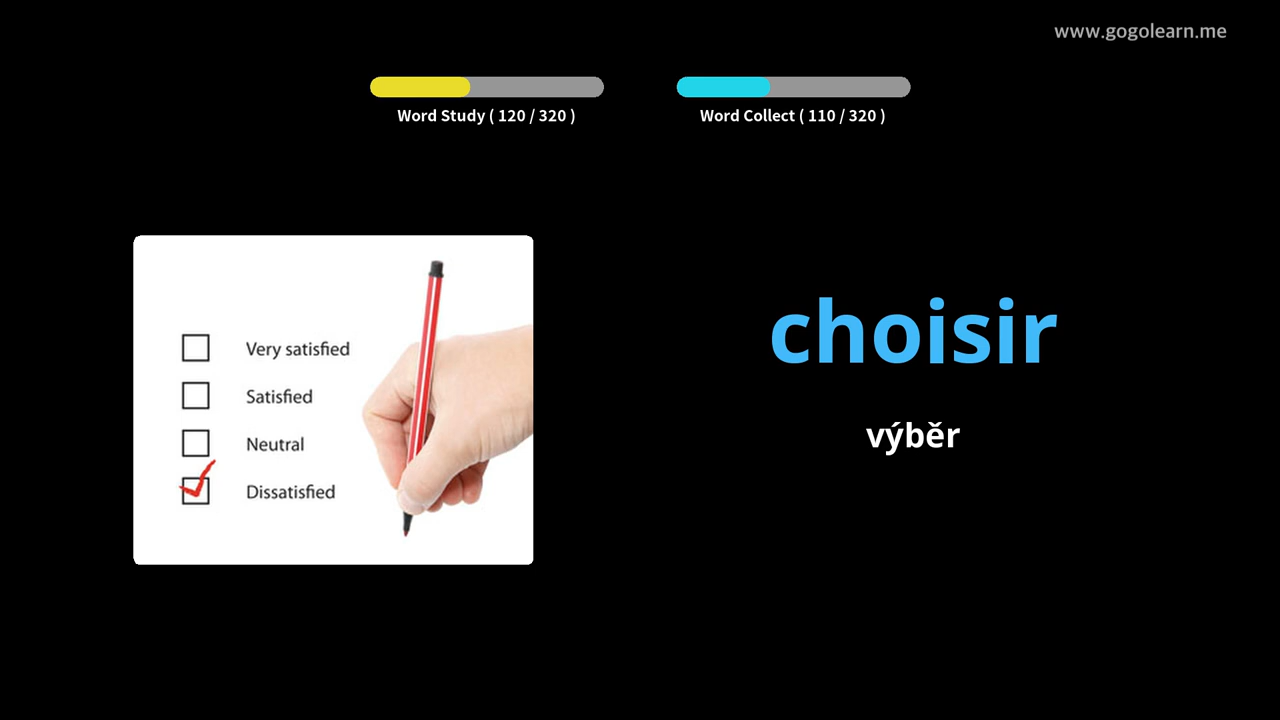 www.gogolearn.me
Word Study ( 120 / 320 )
Word Collect ( 110 / 320 )
Very satisfied
Satisfied
Neutral
Dissatisfied
choisir
výběr